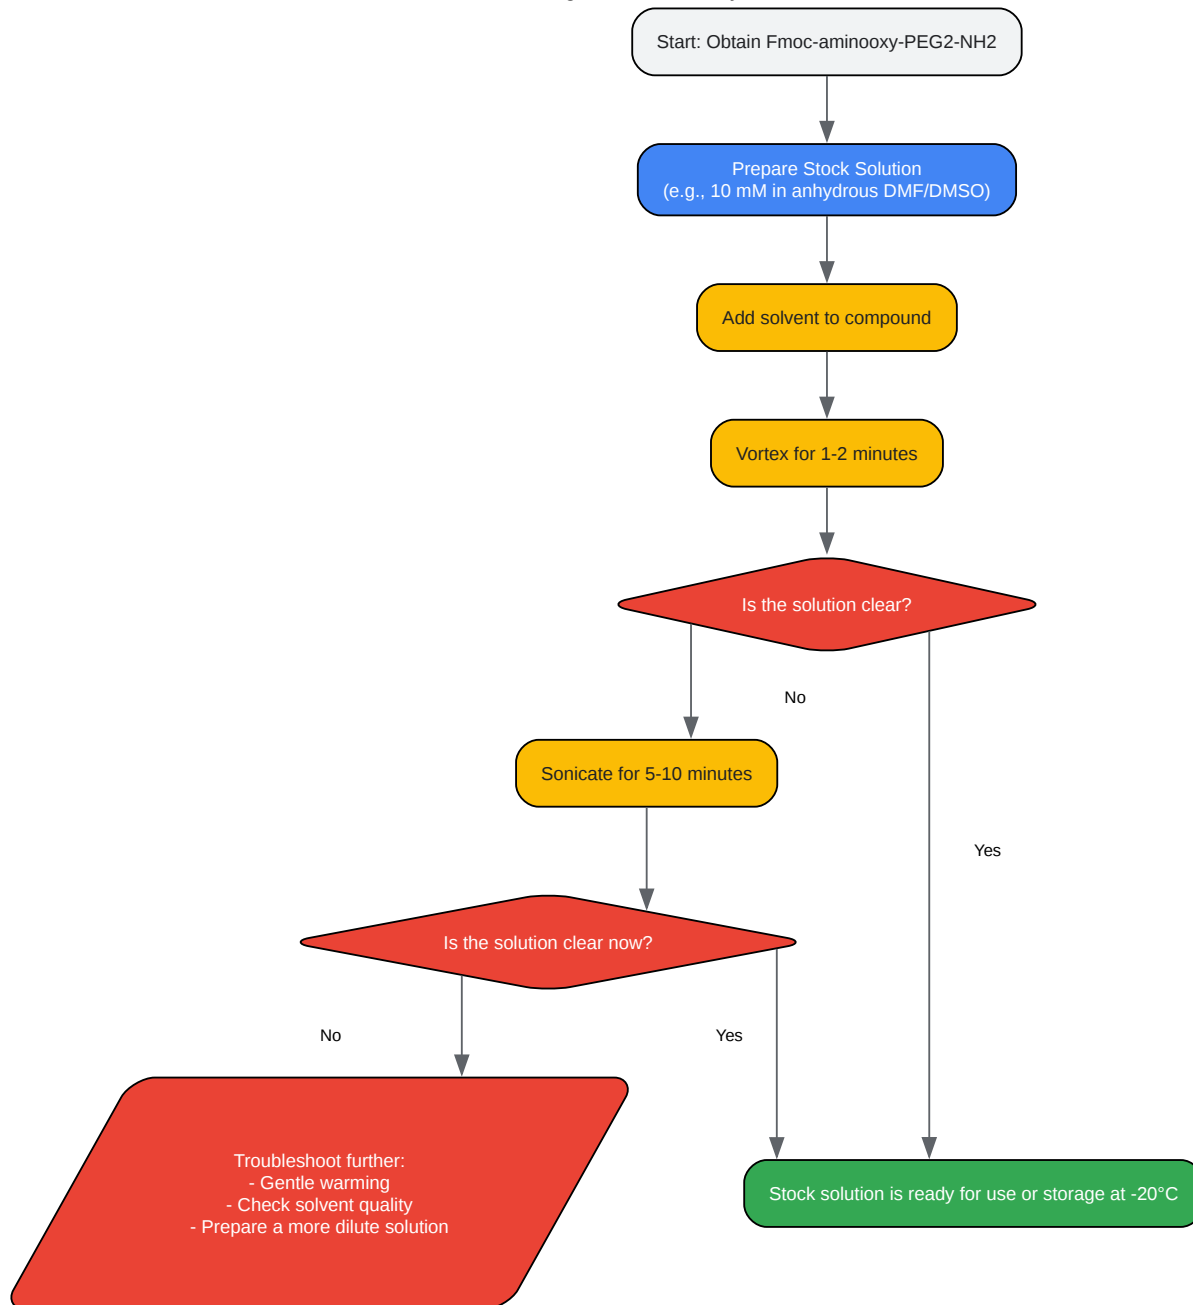 Start: Obtain Fmoc-aminooxy-PEG2-NH2
Prepare Stock Solution
(e.g., 10 mM in anhydrous DMF/DMSO)
Add solvent to compound
Vortex for 1-2 minutes
Is the solution clear?
No
Sonicate for 5-10 minutes
Yes
Is the solution clear now?
No
Yes
Troubleshoot further:
- Gentle warming
- Check solvent quality
- Prepare a more dilute solution
Stock solution is ready for use or storage at -20°C